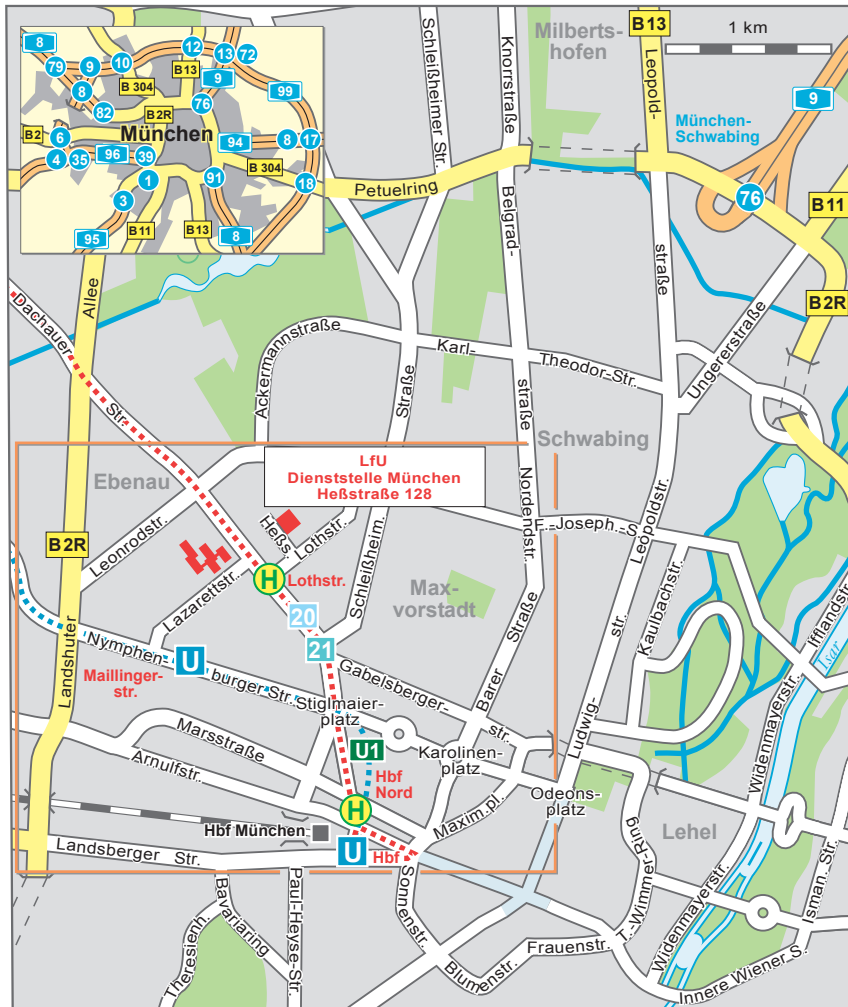 8
79
9
10
12
13
72
B 304
B13
9
99
8
82
B2R
76
B2
6
München
94
8
17
4
35
96
39
B 304
1
91
18
3
95
B11
B13
8
Milberts-
hofen
B13
1 km
Schleißheimer Str.
Knorrstraße
Leopold-
straße
München-
Schwabing
9
76
Petuelring
Belgrad-
straße
B11
B2R
Ungererstraße
Allee
Dachauer
Str.
Ackermannstraße
Karl-
Theodor-Str.
Straße
Schwabing
Ebenau
LfU
Dienststelle München
Heßstraße 128
Nordendstr.
F.-Joseph-S.
Leopoldstr.
B2R
Leonrodstr.
Heßs.
Lothstr.
Schleißheim.
H
Lothstr.
Max-
vorstadt
Kaulbachstr.
Ifflandstr.
Isar
Lazarettstr.
20
21
Landshuter
Nymphen-
burger Str.
U
Maillinger-
str.
Gabelsberger-
str.
Barer Straße
Ludwig-
str.
Widenmayerstr.
Stiglmaier-
platz
Marsstraße
Arnulfstr.
U1
Karolinen-
platz
Hbf
Nord
Maxim.pl.
Odeons-
platz
H
Hbf München
U
Hbf
Lehel
Landsberger Str.
Bavariaring
Theresienh.
Paul-Heyse-Str.
Sonnenstr.
Blumenstr.
Frauenstr.
T.-Wimmer-Ring
Widenmayerstr.
Isman. Str.
Innere Wiener S.